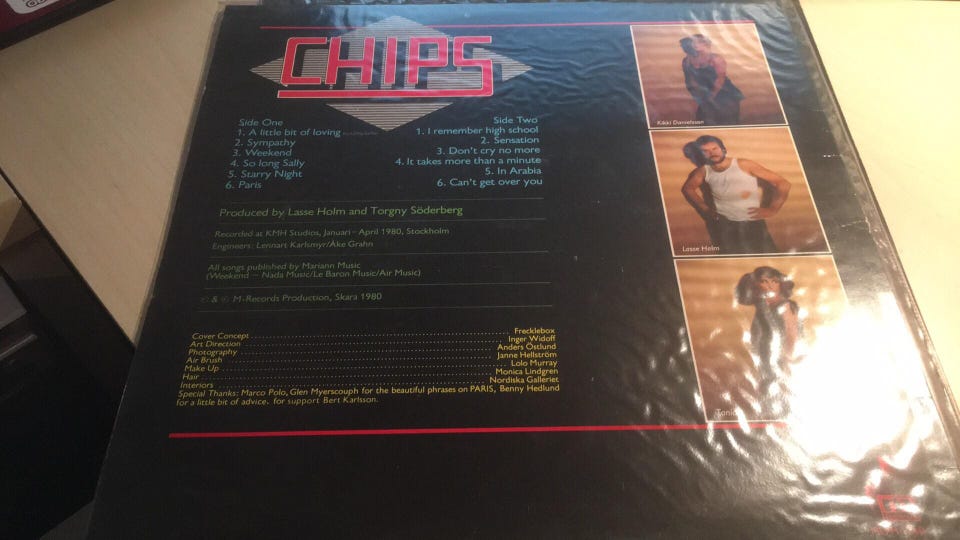 CHIPS
Side One
1. A little bit of loving
2. Sympathy
3. Weekend
4. So long Sally
5. Starry Night
6. Paris
Side Two
1. I remember high school
2. Sensation
3. Don't cry no more
4. It takes more than a minute
5. In Arabia
6. Can't get over you
Produced by Lasse Holm and Torgny Söderberg
Recorded at KMH Studios, Januari – April 1980, Stockholm
Engineers: Lennart Karlsmyr/Åke Grahn
All songs published by Mariann Music
(Weekend – Nada Music/Le Baron Music/Air Music)
© & ℗ M-Records Production, Skara 1980
Cover Concept Frecklebox
Art Direction Inger Widoff
Photography Anders Östlund
Air Brush Janne Hellström
Make Up Lolo Murray
Hair Monica Lindgren
Interiors Nordiska Galleriet
Special Thanks: Marco Polo, Glen Myerscouph for the beautiful phrases on PARIS, Benny Hedlund
for a little bit of advice, for support Bert Karlsson.
Kikki Danielsson
Lasse Holm